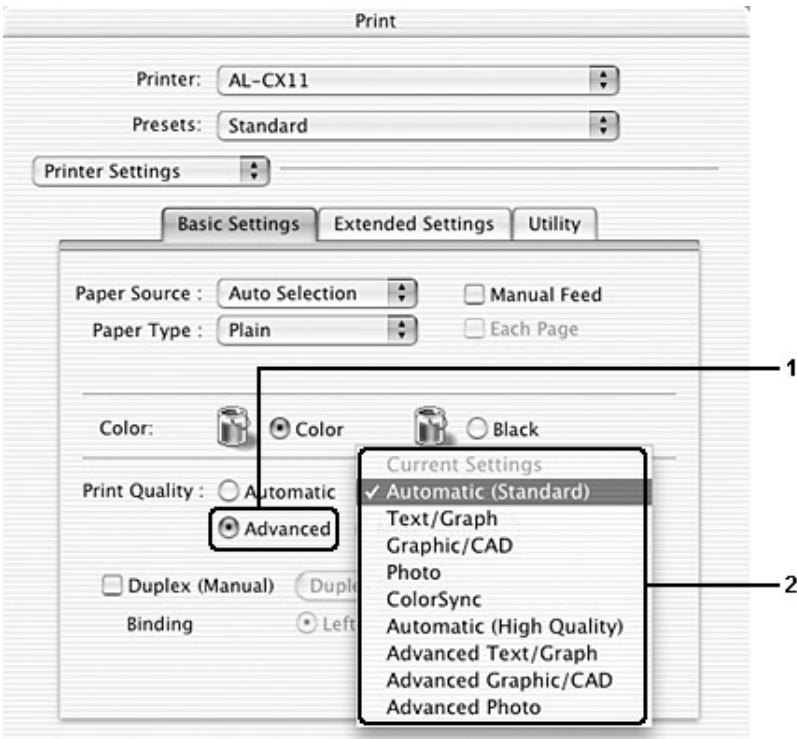 Print
Printer: AL-CX11
Presets: Standard
Printer Settings
Basic Settings Extended Settings Utility
Paper Source : Auto Selection Manual Feed
Paper Type : Plain Each Page
1
Color: Color Black
Print Quality : Automatic
Advanced
Current Settings
✓ Automatic (Standard)
Text/Graph
Graphic/CAD
Photo
ColorSync
Automatic (High Quality)
Advanced Text/Graph
Advanced Graphic/CAD
Advanced Photo
2
Duplex (Manual) Duple
Binding Left